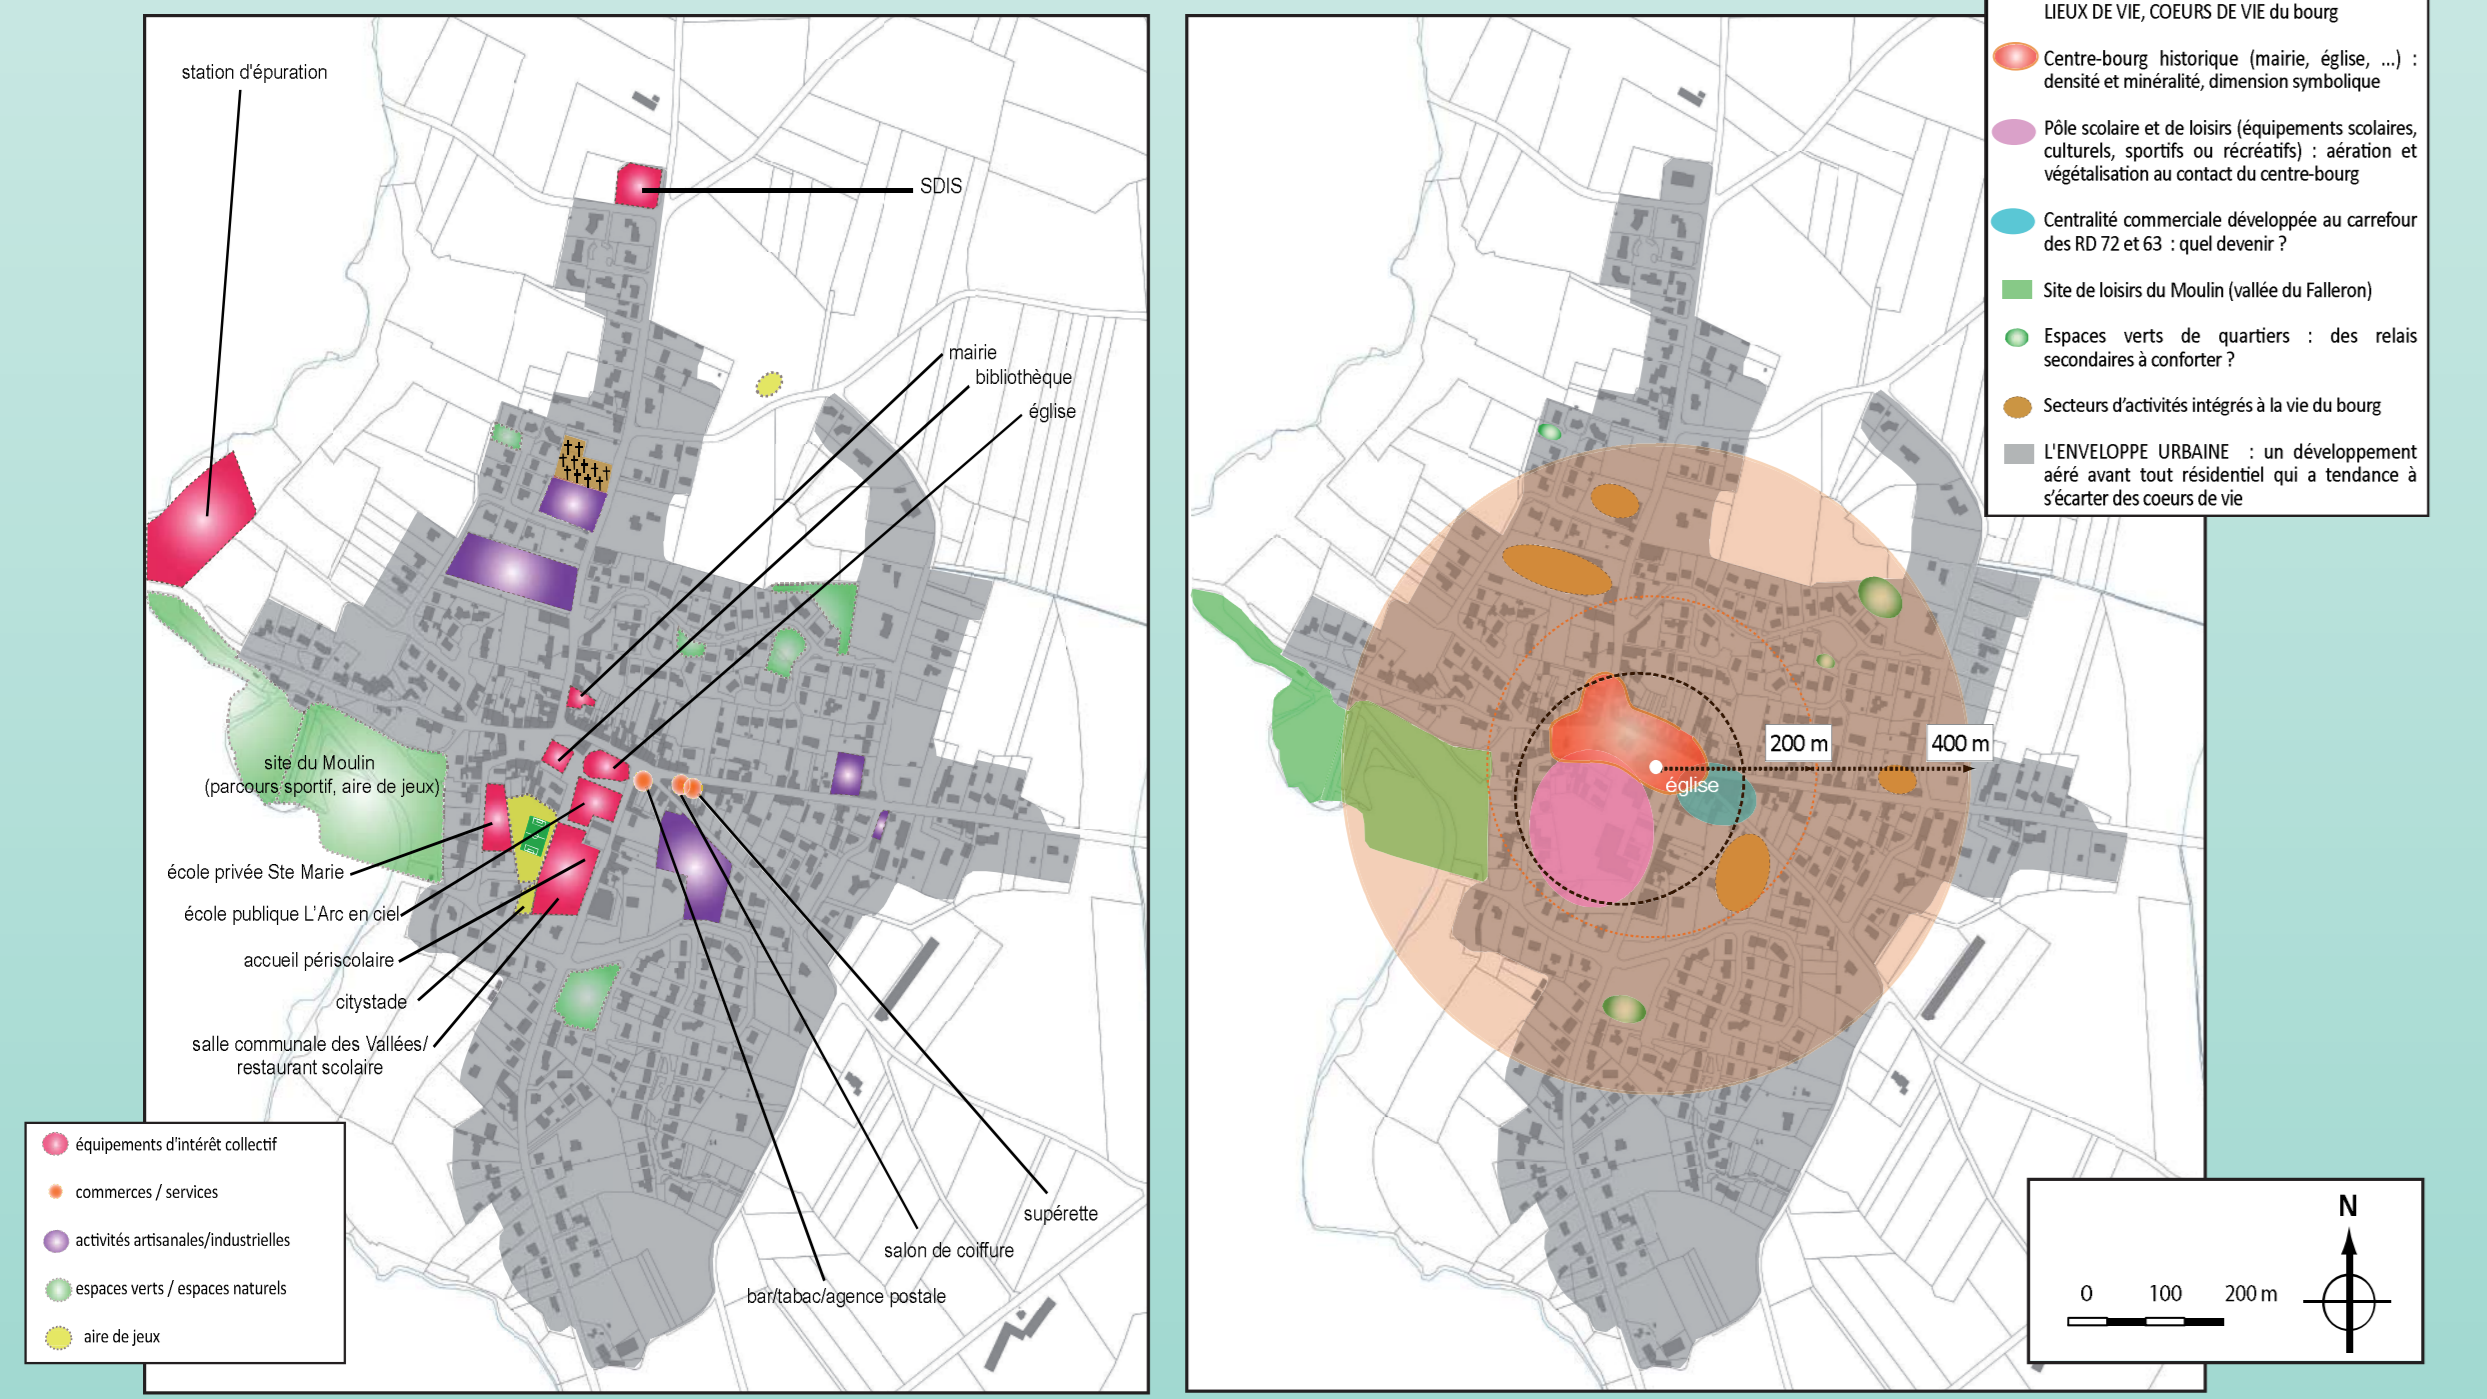 station d'épuration
SDIS
mairie
bibliothèque
église
site du Moulin
(parcours sportif, aire de jeux)
école privée Ste Marie
école publique L'Arc en ciel
accueil périscolaire
citystade
salle communale des Vallées/
restaurant scolaire
supérette
salon de coiffure
bar/tabac/agence postale
équipements d'intérêt collectif
commerces / services
activités artisanales/industrielles
espaces verts / espaces naturels
aire de jeux
LIEUX DE VIE, COEURS DE VIE du bourg
Centre-bourg historique (mairie, église, ...) :
densité et minéralité, dimension symbolique
Pôle scolaire et de loisirs (équipements scolaires,
culturels, sportifs ou récréatifs) : aération et
végétalisation au contact du centre-bourg
Centralité commerciale développée au carrefour
des RD 72 et 63 : quel devenir ?
Site de loisirs du Moulin (vallée du Falleron)
Espaces verts de quartiers : des relais
secondaires à conforter ?
Secteurs d'activités intégrés à la vie du bourg
L'ENVELOPPE URBAINE : un développement
aéré avant tout résidentiel qui a tendance à
s'écarter des coeurs de vie
200 m
400 m
église
N
0 100 200 m